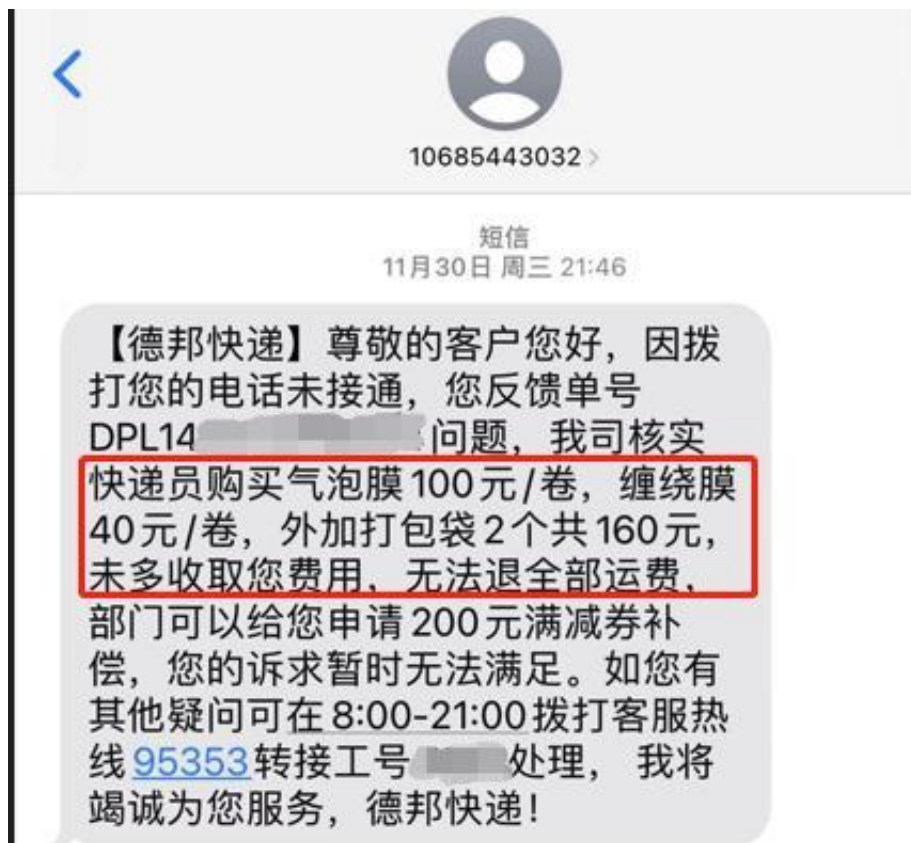 10685443032
短信
11月30日 周三 21:46
【德邦快递】尊敬的客户您好，因拨
打您的电话未接通，您反馈单号
DPL14 问题，我司核实
快递员购买气泡膜100元/卷，缠绕膜
40元/卷，外加打包袋2个共160元，
未多收取您费用，无法退全部运费，
部门可以给您申请200元满减券补
偿，您的诉求暂时无法满足。如您有
其他疑问可在8:00-21:00拨打客服热
线95353转接工号 处理， 我将
竭诚为您服务，德邦快递！